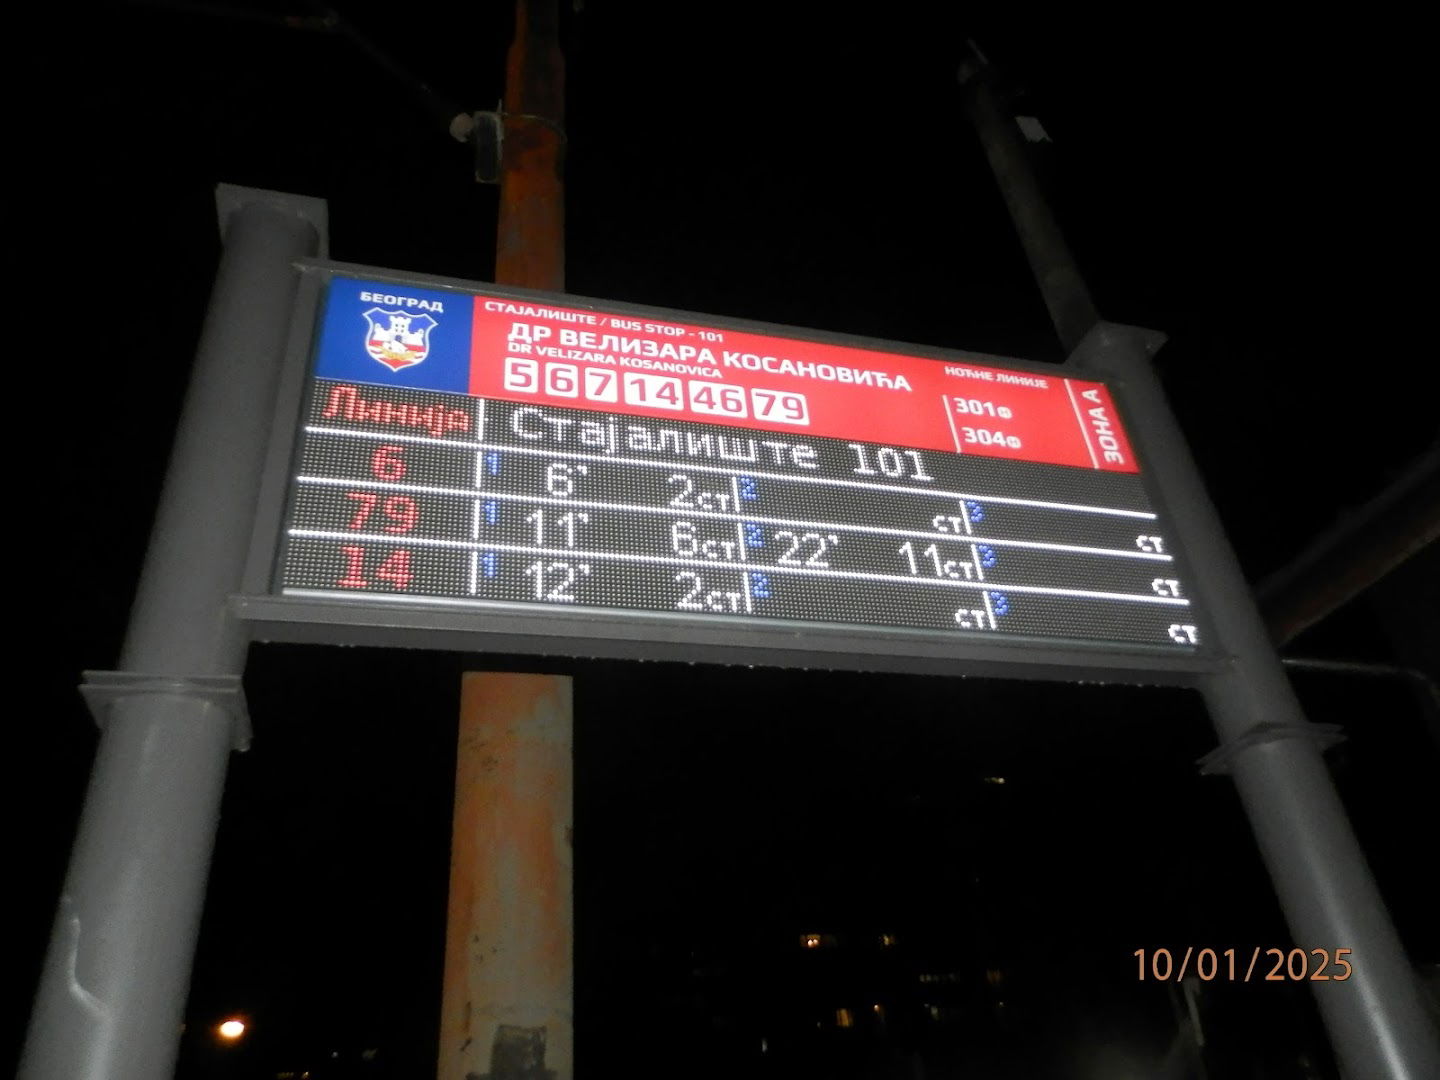 БЕОГРАД
СТАЈАЛИШТЕ / BUS STOP - 101
ДР ВЕЛИЗАРА КОСАНОВИЋА
DR VELIZARA KOSANOVICA
5 6 7 14 46 79
НОЋНЕ ЛИНИЈЕ
301Ф
304Ф
ЗОНА А
Линија Стајалиште 101
6 1 6' 2ст 2 ст 3 ст
79 1 11' 6ст 2 22' 11ст 3 ст
14 1 12' 2ст 2 ст 3 ст
10/01/2025